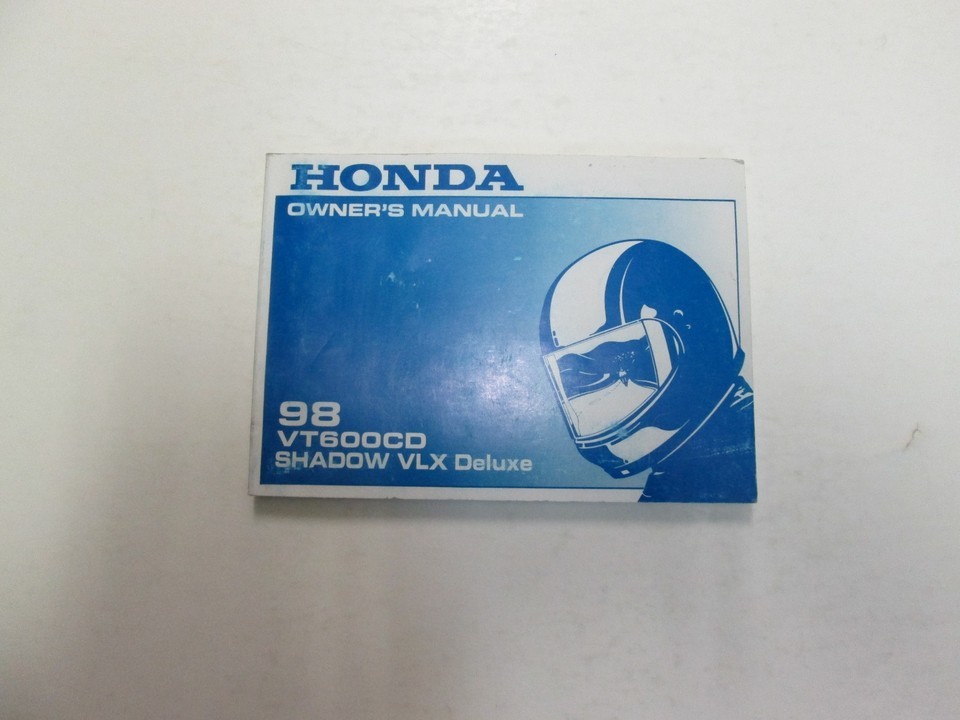 HONDA
OWNER'S MANUAL
98
VT600CD
SHADOW VLX Deluxe